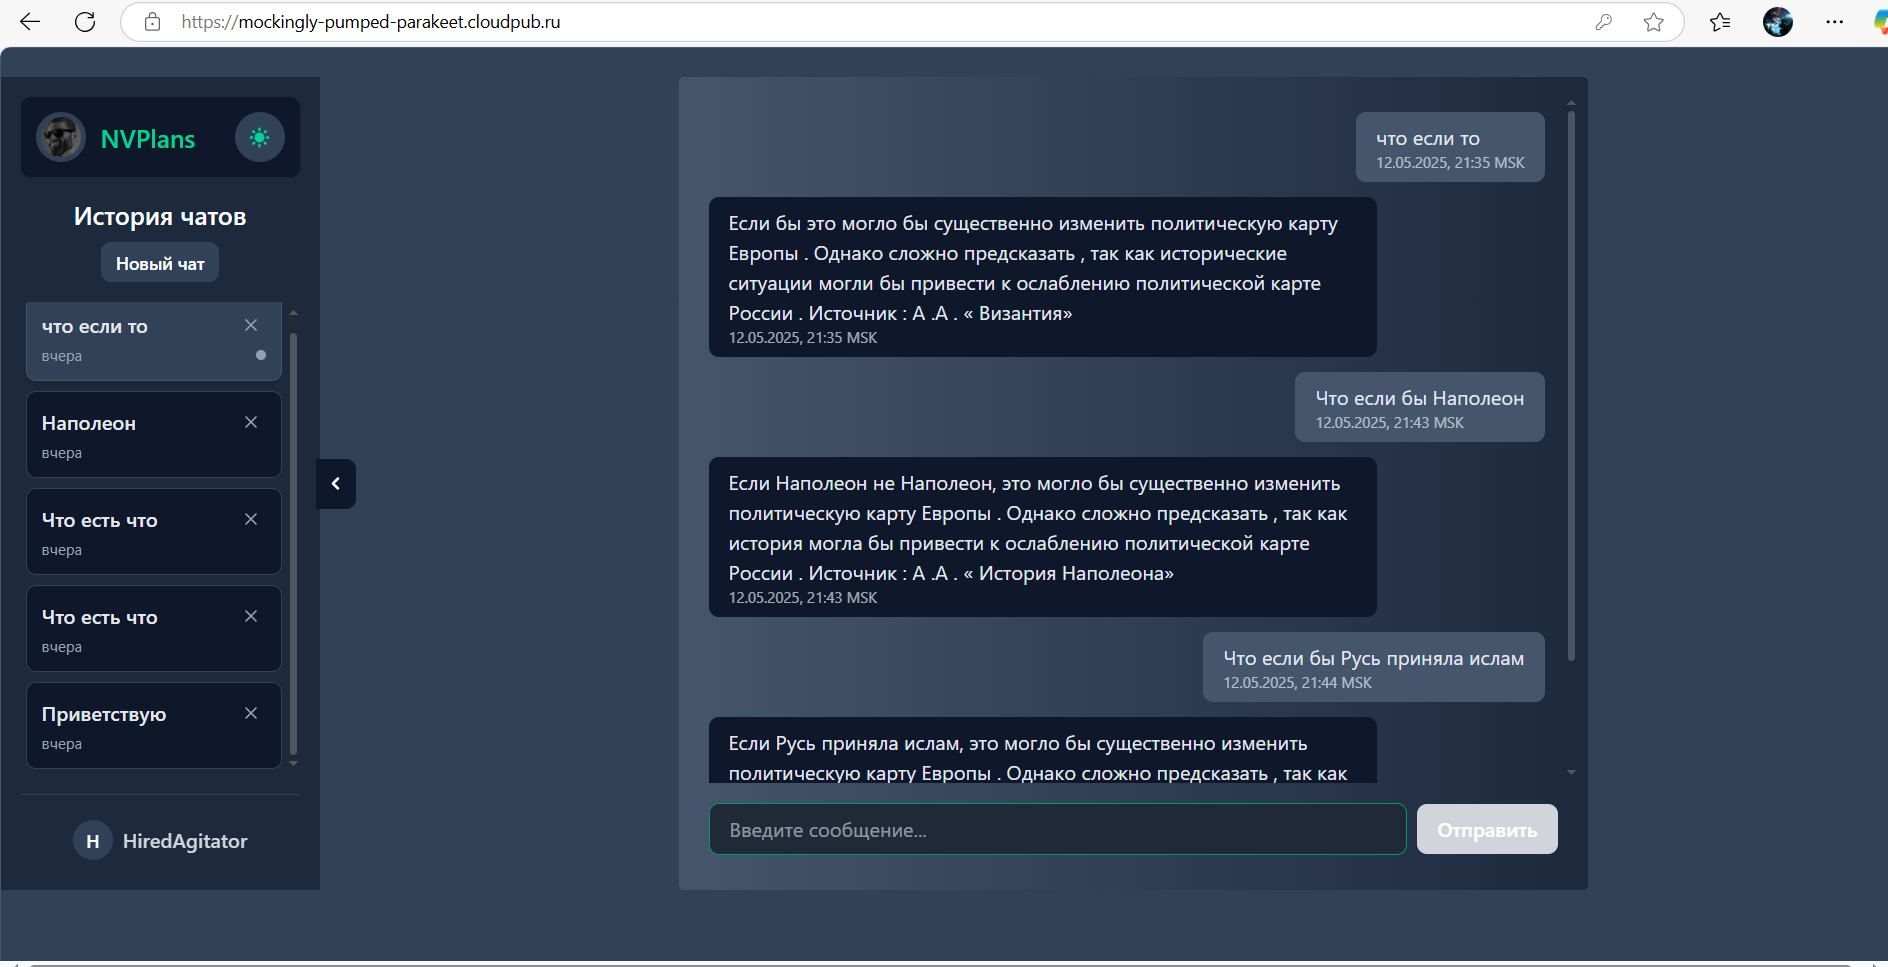 https://mockingly-pumped-parakeet.cloudpub.ru
NVPlans
История чатов
Новый чат
что если то
вчера
Наполеон
вчера
Что есть что
вчера
Что есть что
вчера
Приветствую
вчера
H
HiredAgitator
что если то
12.05.2025, 21:35 MSK
Если бы это могло бы существенно изменить политическую карту
Европы . Однако сложно предсказать , так как исторические
ситуации могли бы привести к ослаблению политической карте
России . Источник : А .А . « Византия»
12.05.2025, 21:35 MSK
Что если бы Наполеон
12.05.2025, 21:43 MSK
Если Наполеон не Наполеон, это могло бы существенно изменить
политическую карту Европы . Однако сложно предсказать , так как
история могла бы привести к ослаблению политической карте
России . Источник : А .А . « История Наполеона»
12.05.2025, 21:43 MSK
Что если бы Русь приняла ислам
12.05.2025, 21:44 MSK
Если Русь приняла ислам, это могло бы существенно изменить
политическую карту Европы . Однако сложно предсказать , так как
Введите сообщение...
Отправить